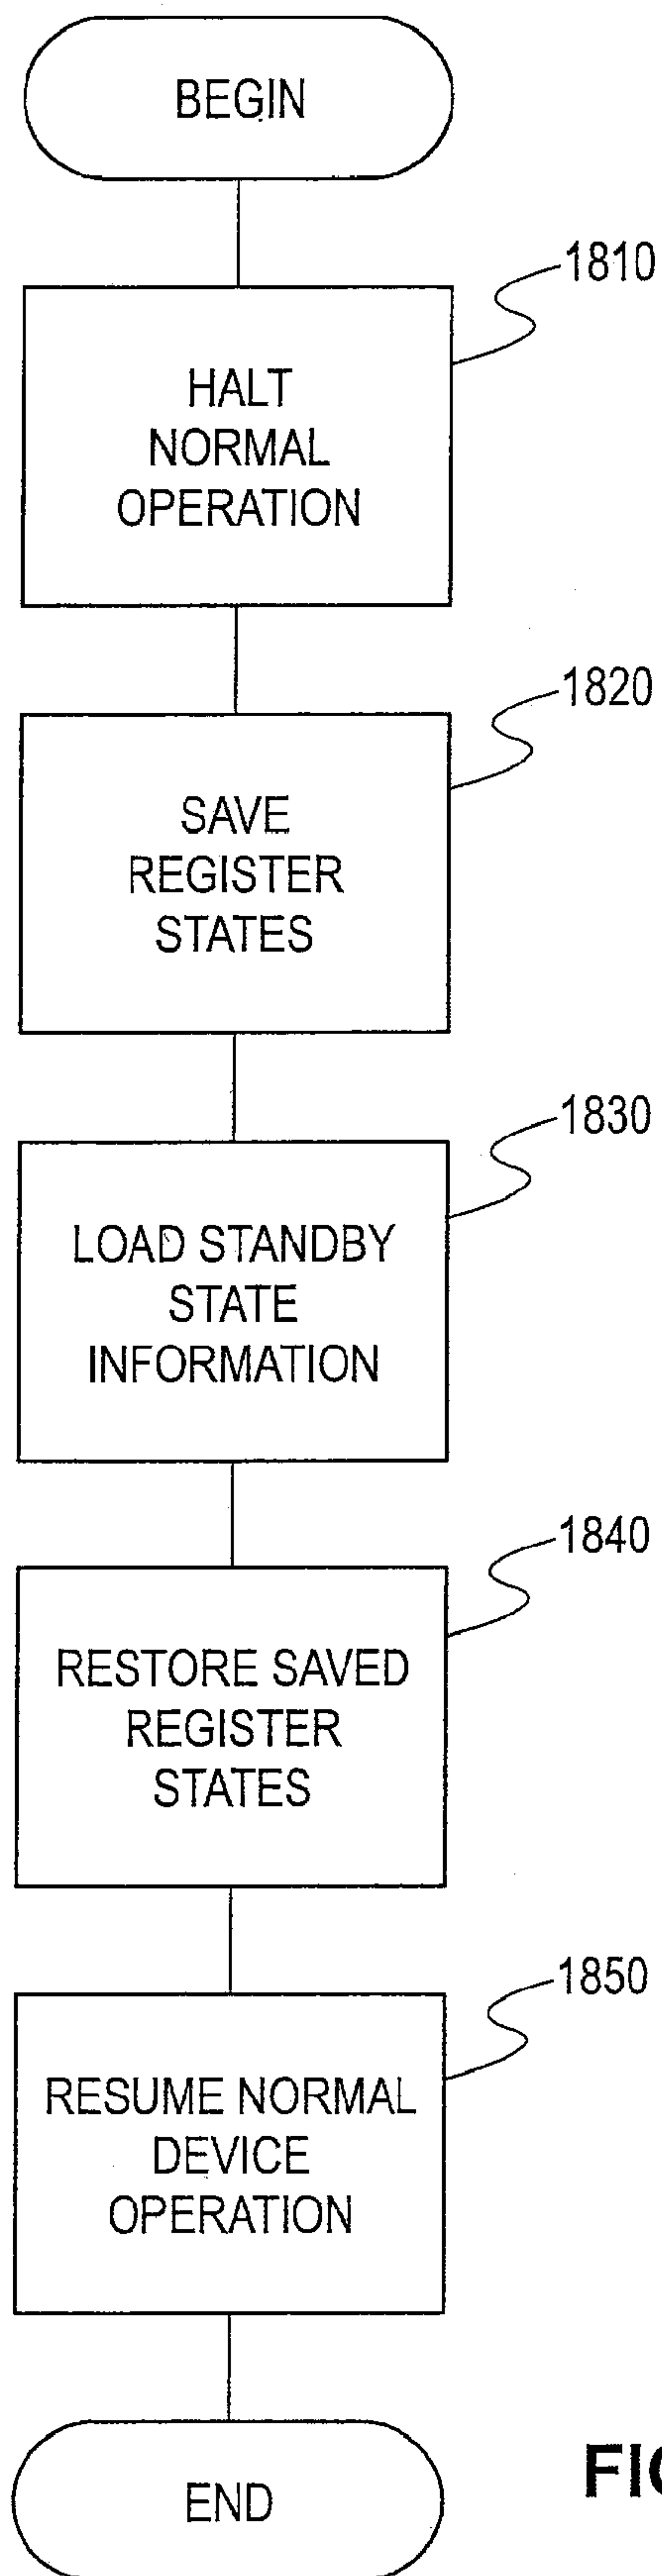 BEGIN
1810
HALT
NORMAL
OPERATION
1820
SAVE
REGISTER
STATES
1830
LOAD STANDBY
STATE
INFORMATION
1840
RESTORE SAVED
REGISTER
STATES
1850
RESUME NORMAL
DEVICE
OPERATION
END